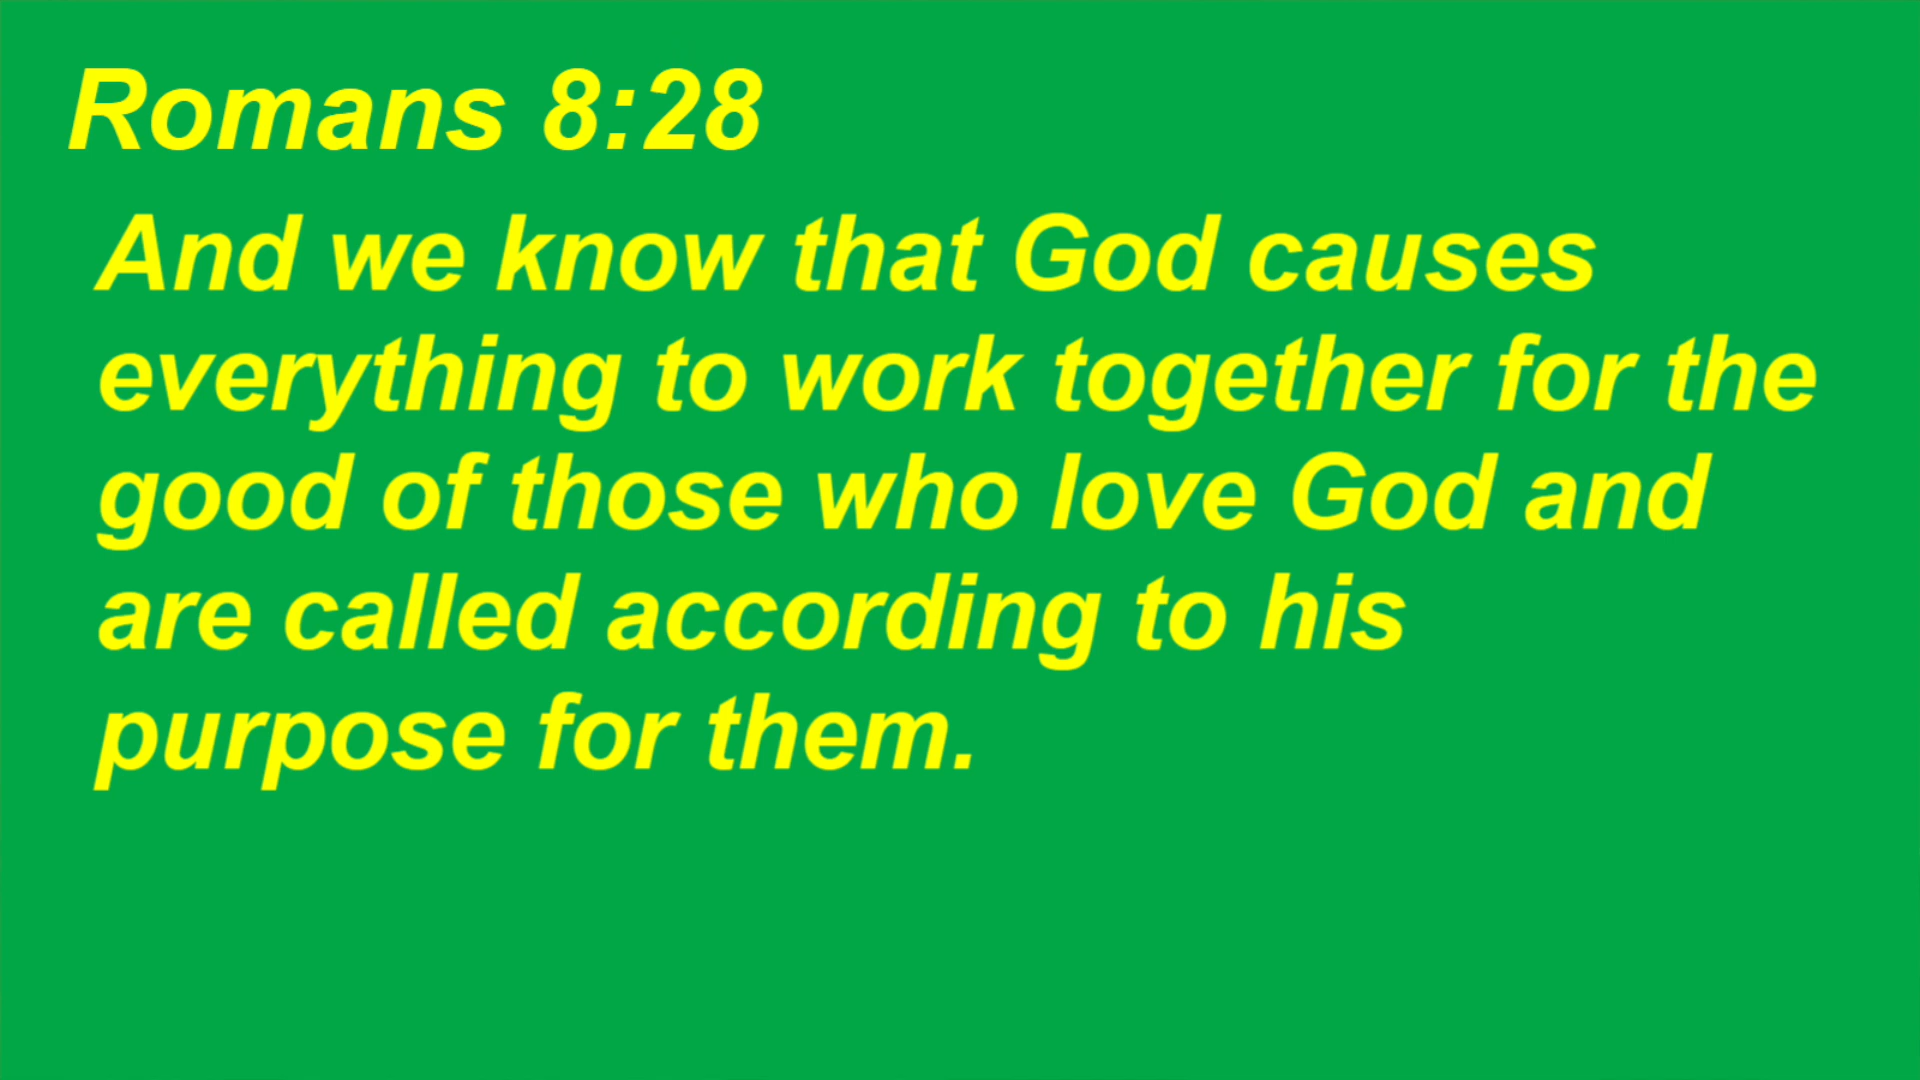 Romans 8:28
And we know that God causes
everything to work together for the
good of those who love God and
are called according to his
purpose for them.